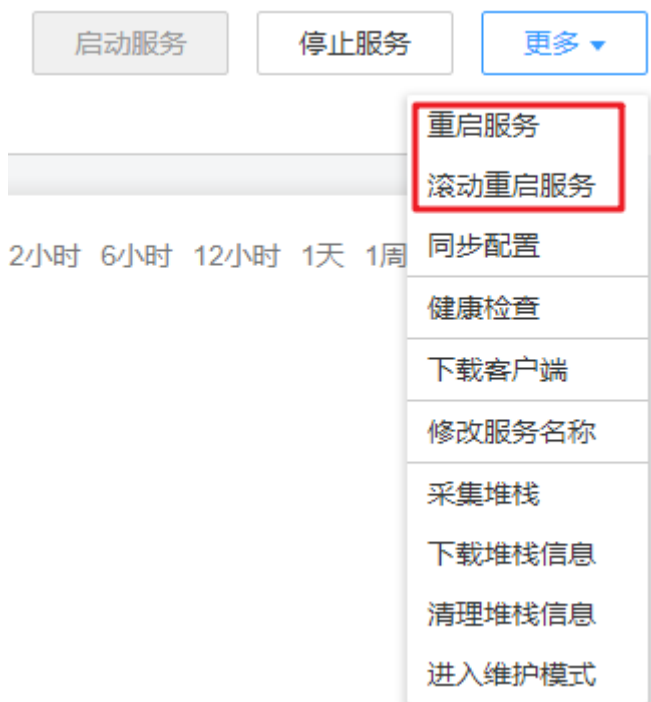 启动服务 停止服务 更多
重启服务
滚动重启服务
2小时 6小时 12小时 1天 1周
同步配置
健康检查
下载客户端
修改服务名称
采集堆栈
下载堆栈信息
清理堆栈信息
进入维护模式